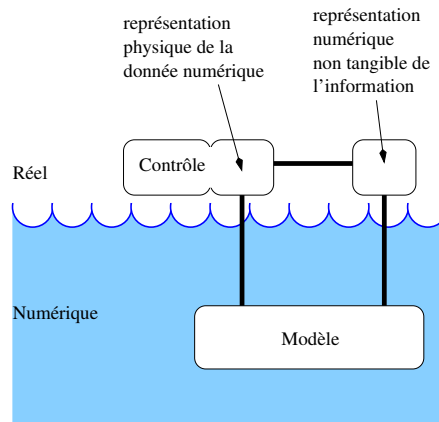 représentation
physique de la
donnée numérique
représentation
numérique
non tangible de
l'information
Contrôle
Réel
Numérique
Modèle